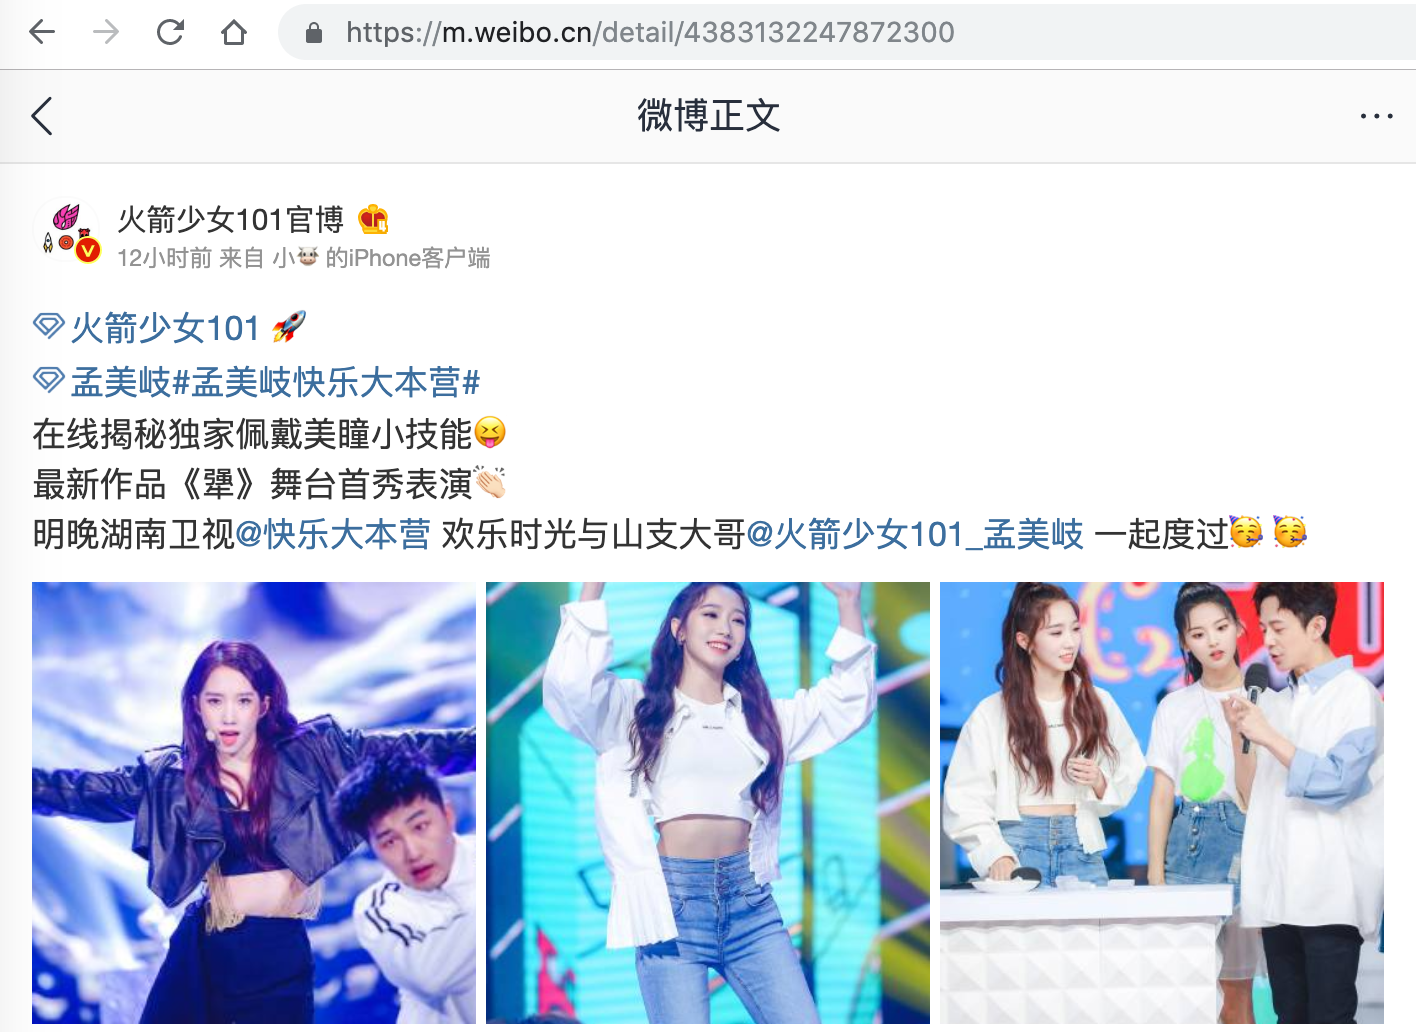 https://m.weibo.cn/detail/4383132247872300
微博正文
火箭少女101官博
12小时前 来自 小🐮 的iPhone客户端
火箭少女101 🚀
孟美岐#孟美岐快乐大本营#
在线揭秘独家佩戴美瞳小技能😝
最新作品《犟》舞台首秀表演👏🏻
明晚湖南卫视@快乐大本营 欢乐时光与山支大哥@火箭少女101_孟美岐 一起度过🥳 🥳